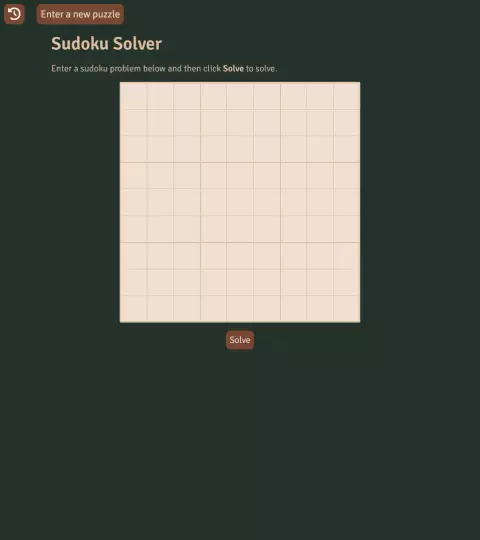 Enter a new puzzle
Sudoku Solver
Enter a sudoku problem below and then click Solve to solve.
Solve